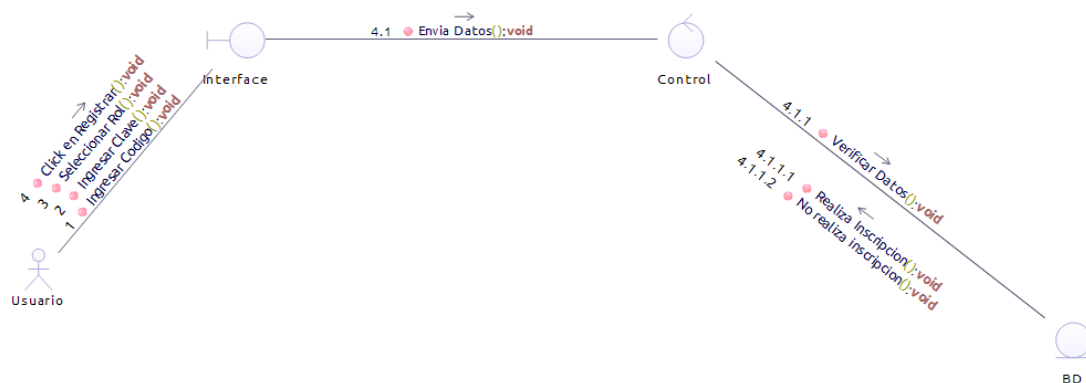 4.1 Envia Datos():void
Interface
Control
4 Click en Registrar():void
3 Seleccionar Rol():void
2 Ingresar Clave():void
1 Ingresar Codigo():void
Usuario
4.1.1 Verificar Datos():void
4.1.1.1 Realiza Inscripcion():void
4.1.1.2 No realiza inscripcion():void
BD